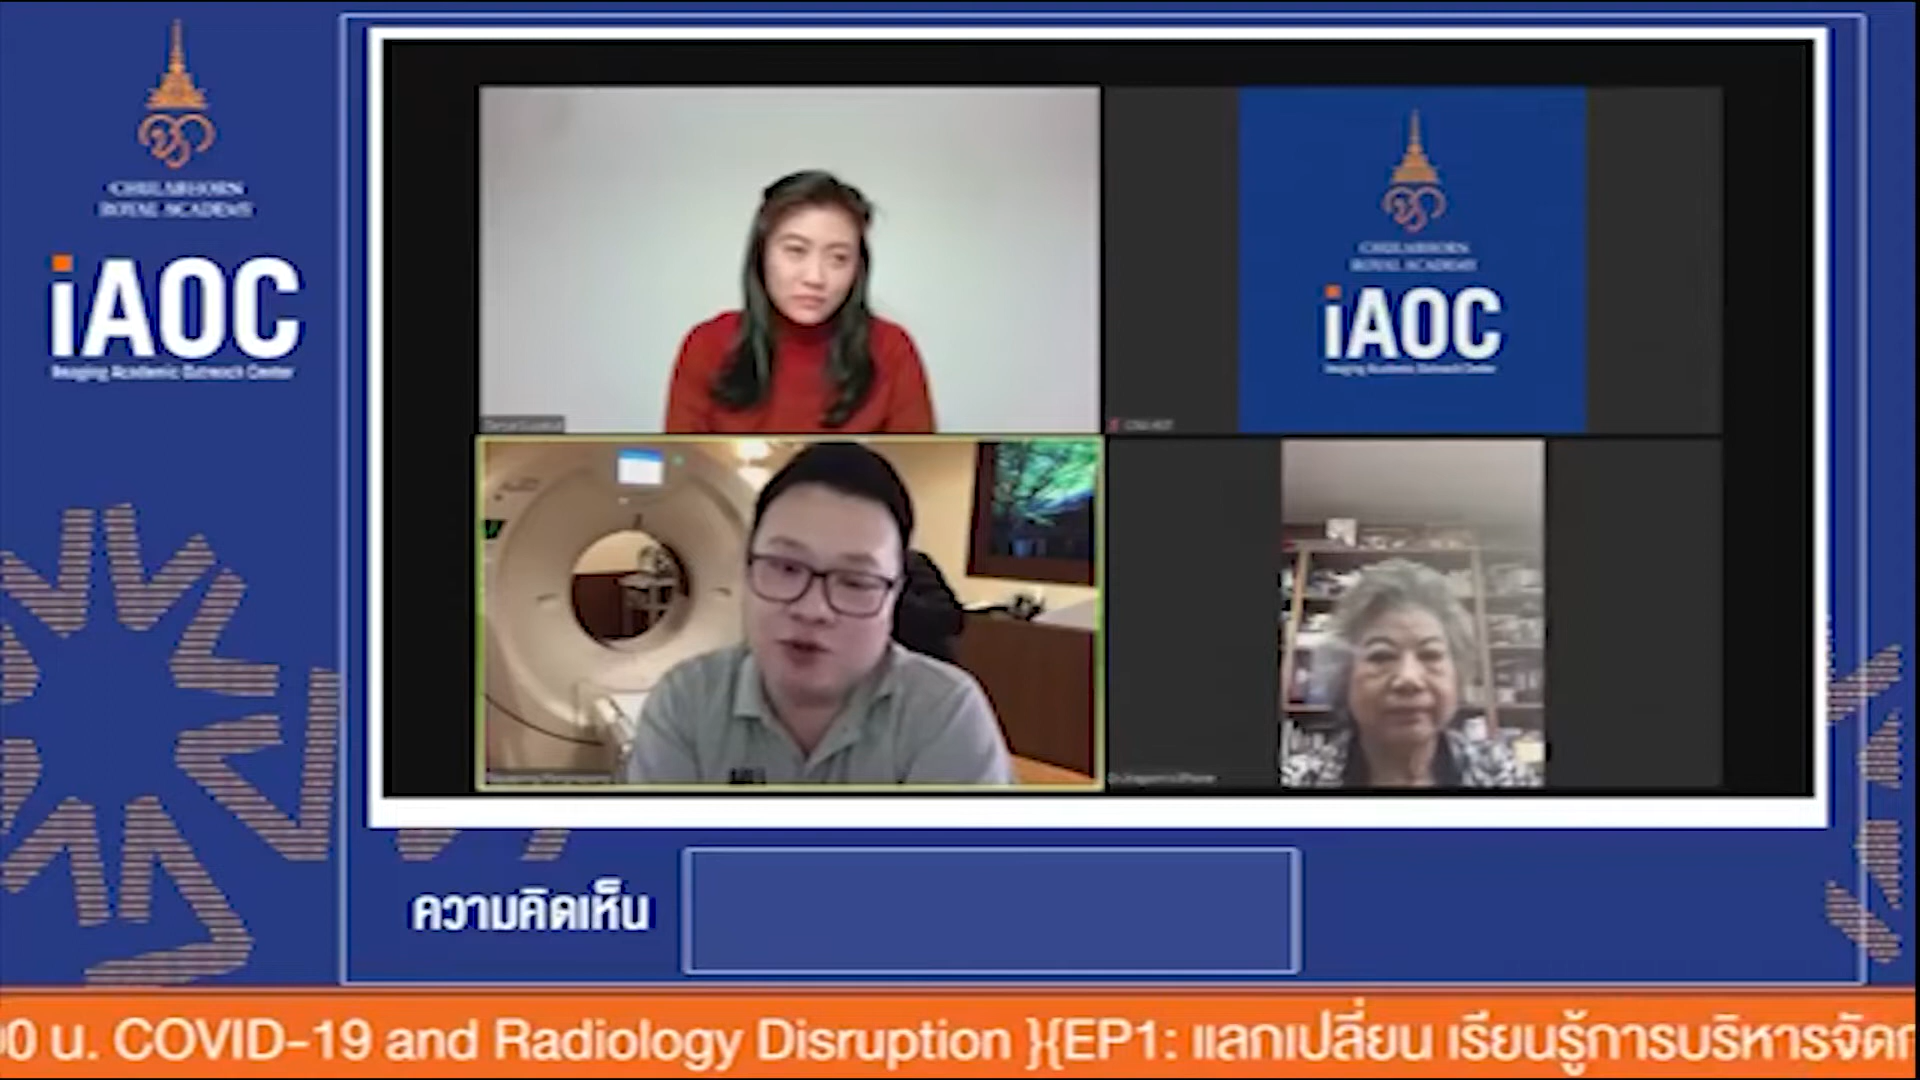 CHULABHORN
ROYAL ACADEMY
iAOC
Imaging Academic Outreach Center
CHULABHORN
ROYAL ACADEMY
iAOC
Imaging Academic Outreach Center
ความคิดเห็น
00 น. COVID-19 and Radiology Disruption }{EP1: แลกเปลี่ยน เรียนรู้การบริหารจัดก